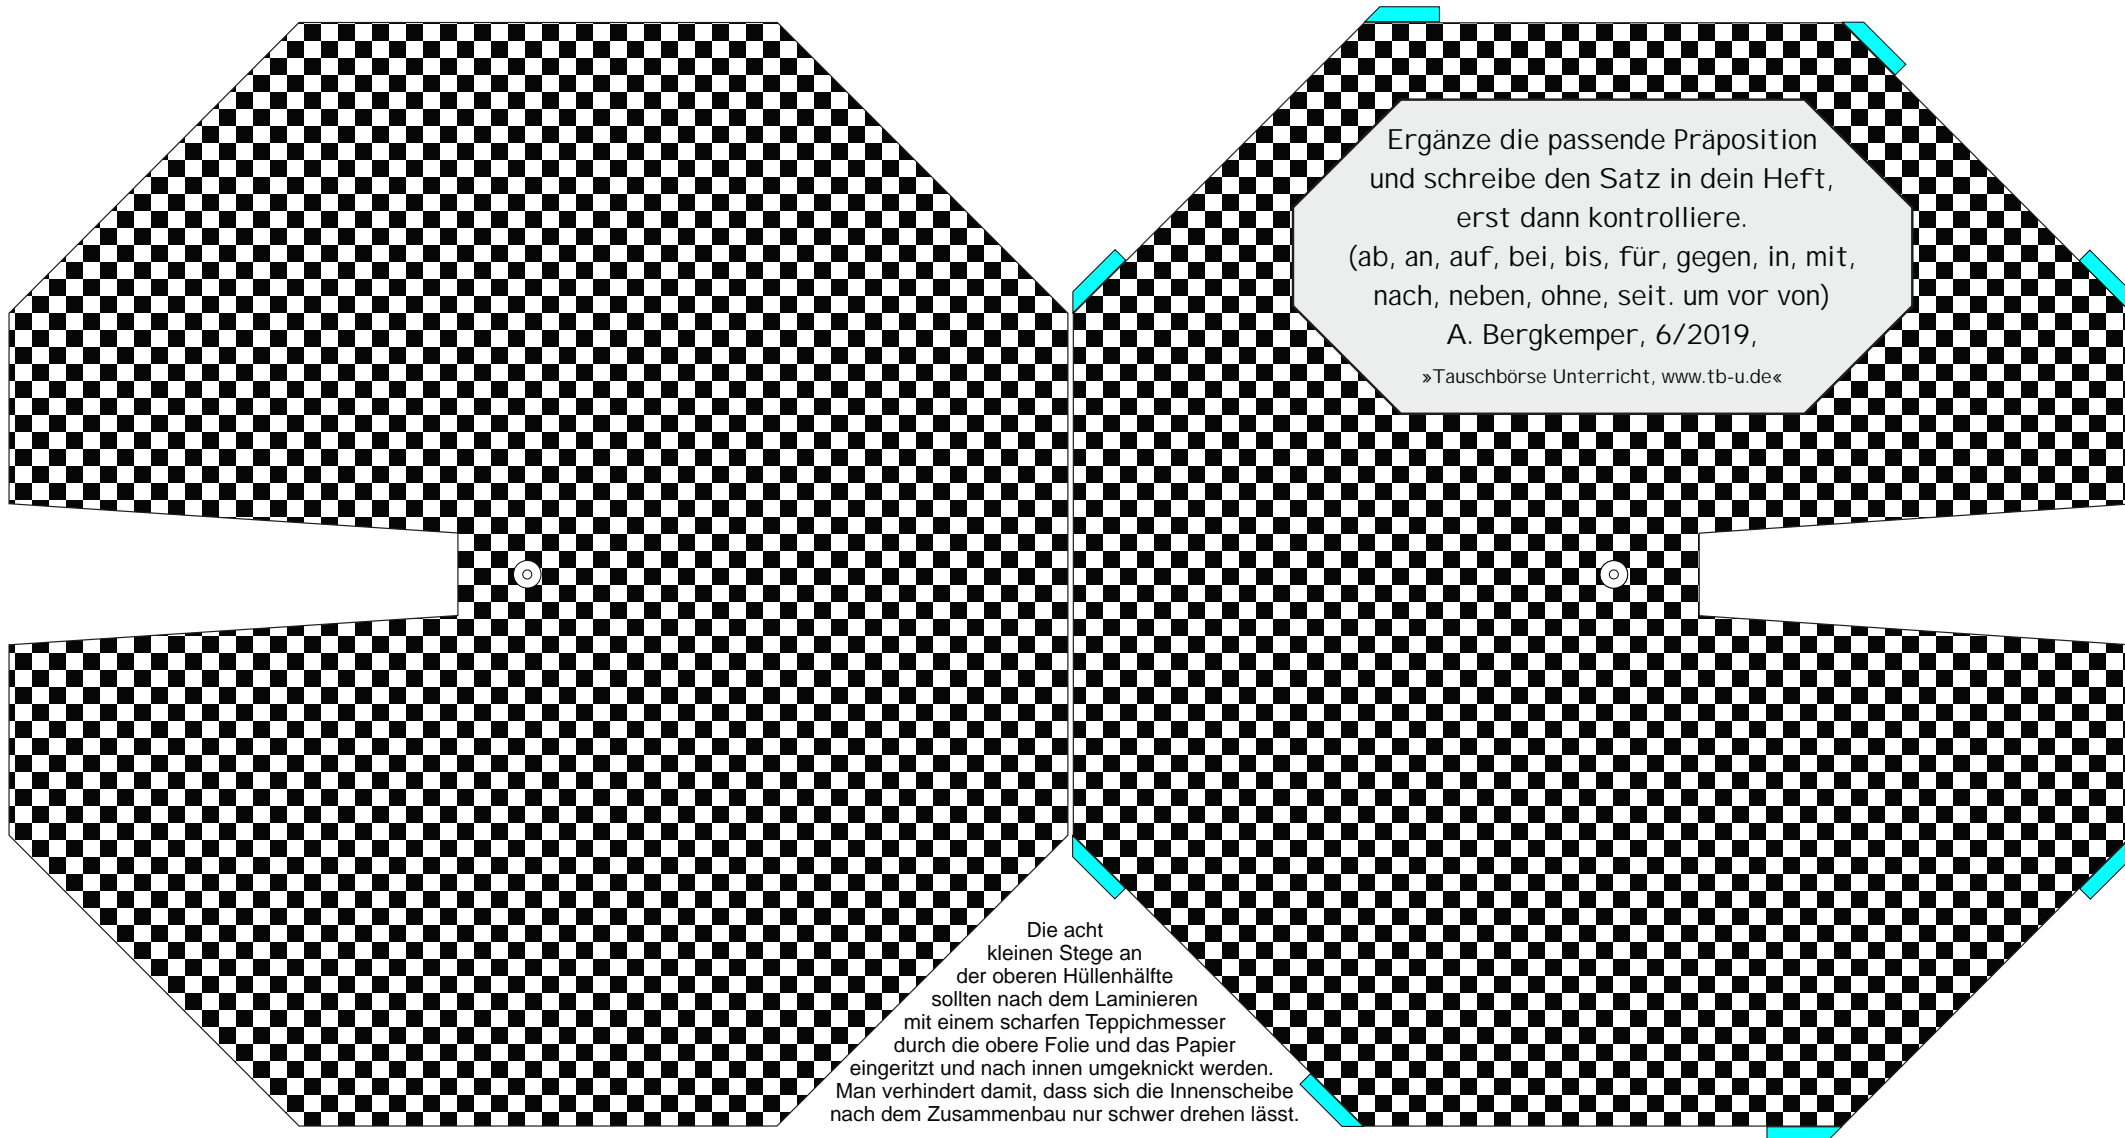 Ergänze die passende Präposition
und schreibe den Satz in dein Heft,
erst dann kontrolliere.
(ab, an, auf, bei, bis, für, gegen, in, mit,
nach, neben, ohne, seit. um vor von)
A. Bergkemper, 6/2019,
»Tauschbörse Unterricht, www.tb-u.de«
Die acht
kleinen Stege an
der oberen Hüllenhälfte
sollten nach dem Laminieren
mit einem scharfen Teppichmesser
durch die obere Folie und das Papier
eingeritzt und nach innen umgeknickt werden.
Man verhindert damit, dass sich die Innenscheibe
nach dem Zusammenbau nur schwer drehen lässt.